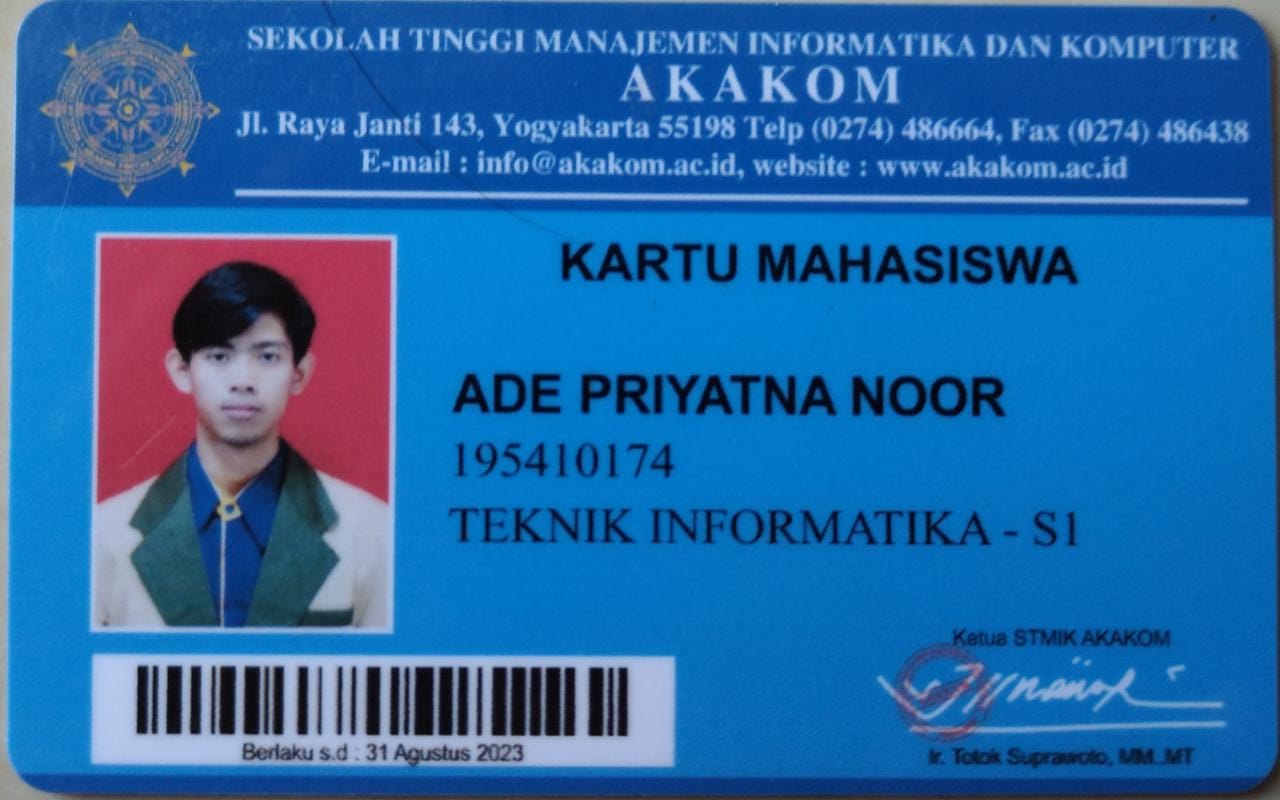 SEKOLAH TINGGI MANAJEMEN INFORMATIKA DAN KOMPUTER
AKAKOM
Jl. Raya Janti 143, Yogyakarta 55198 Telp (0274) 486664, Fax (0274) 486438
E-mail : info@akakom.ac.id, website : www.akakom.ac.id
KARTU MAHASISWA
ADE PRIYATNA NOOR
195410174
TEKNIK INFORMATIKA - S1
Ketua STMIK AKAKOM
Berlaku s.d : 31 Agustus 2023
Ir. Totok Suprawoto, MM.,MT